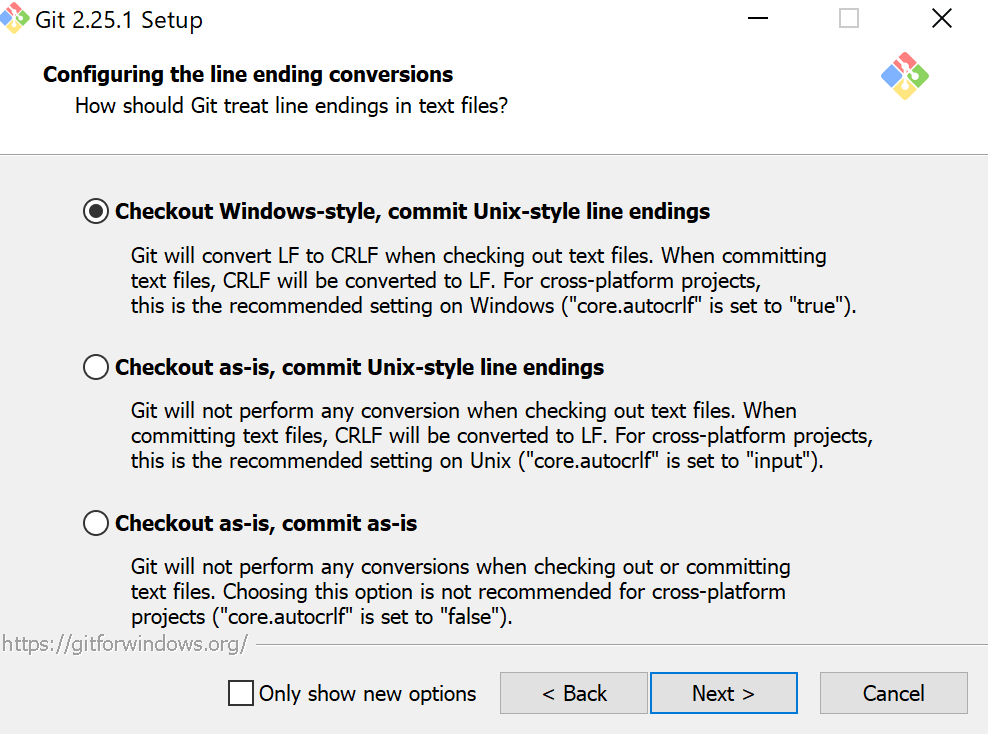 Git 2.25.1 Setup
Configuring the line ending conversions
How should Git treat line endings in text files?
Checkout Windows-style, commit Unix-style line endings
Git will convert LF to CRLF when checking out text files. When committing
text files, CRLF will be converted to LF. For cross-platform projects,
this is the recommended setting on Windows ("core.autocrlf" is set to "true").
Checkout as-is, commit Unix-style line endings
Git will not perform any conversion when checking out text files. When
committing text files, CRLF will be converted to LF. For cross-platform projects,
this is the recommended setting on Unix ("core.autocrlf" is set to "input").
Checkout as-is, commit as-is
Git will not perform any conversions when checking out or committing
text files. Choosing this option is not recommended for cross-platform
projects ("core.autocrlf" is set to "false").
https://gitforwindows.org/
Only show new options
< Back
Next >
Cancel